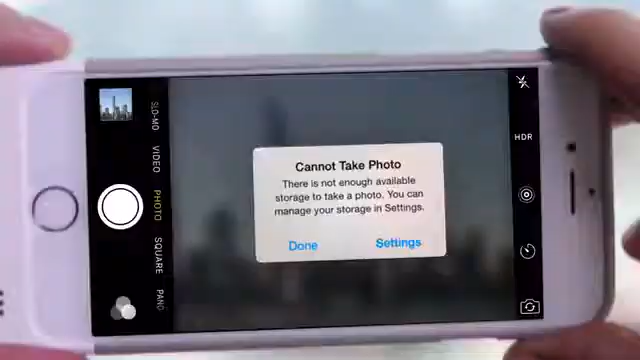 SLO-MO
VIDEO
PHOTO
SQUARE
PANO
Cannot Take Photo
There is not enough available
storage to take a photo. You can
manage your storage in Settings.
Done
Settings
HDR